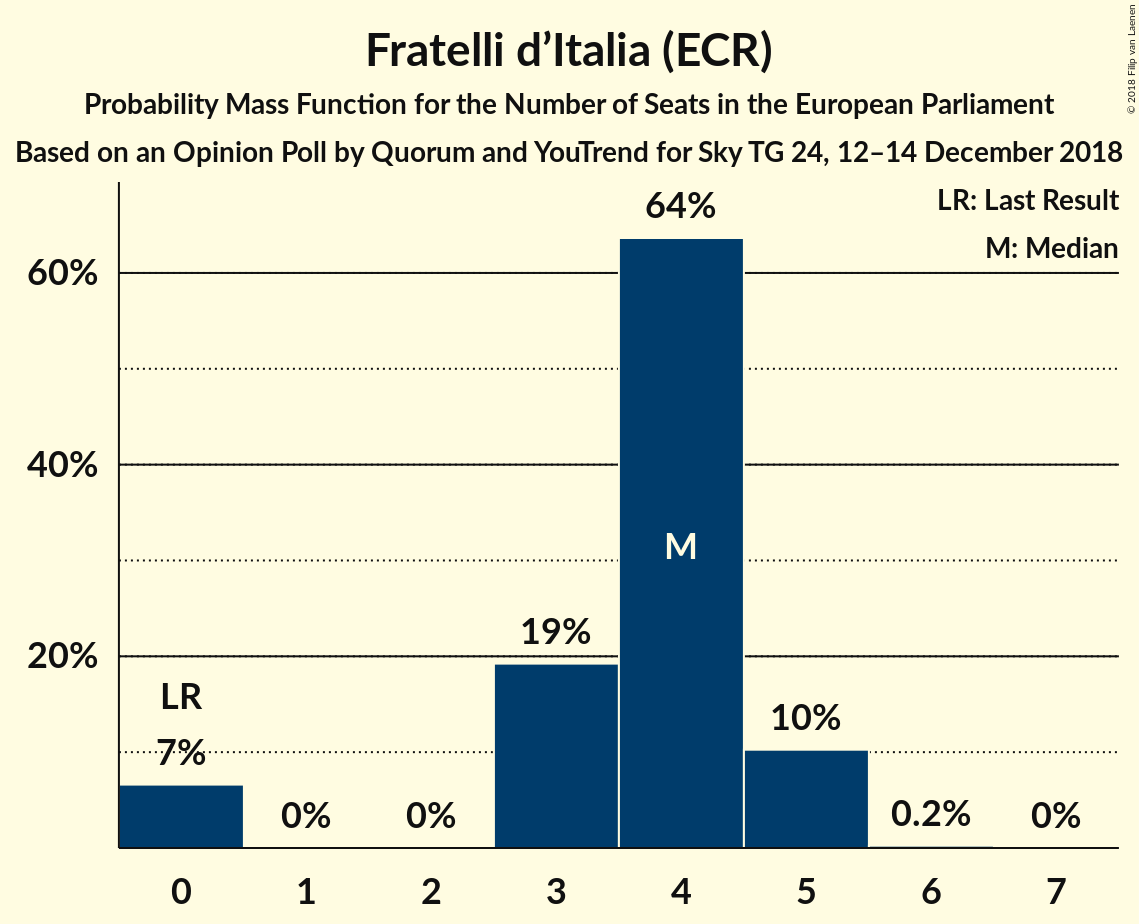 Fratelli d’Italia (ECR)
Probability Mass Function for the Number of Seats in the European Parliament
Based on an Opinion Poll by Quorum and YouTrend for Sky TG 24, 12–14 December 2018
© 2018 Filip van Laenen
LR: Last Result
M: Median
60%
40%
20%
LR
7%
0%
0%
19%
64%
M
10%
0.2%
0%
0 1 2 3 4 5 6 7